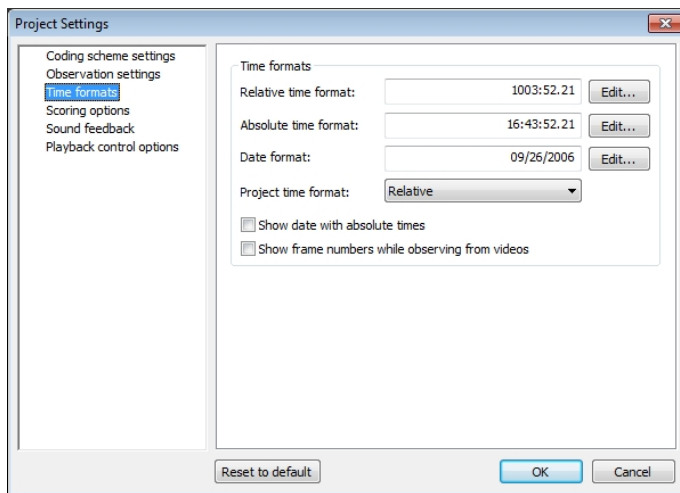 Project Settings
Coding scheme settings
Observation settings
Time formats
Scoring options
Sound feedback
Playback control options
Time formats
Relative time format: 1003:52.21 Edit...
Absolute time format: 16:43:52.21 Edit...
Date format: 09/26/2006 Edit...
Project time format: Relative
Show date with absolute times
Show frame numbers while observing from videos
Reset to default OK Cancel